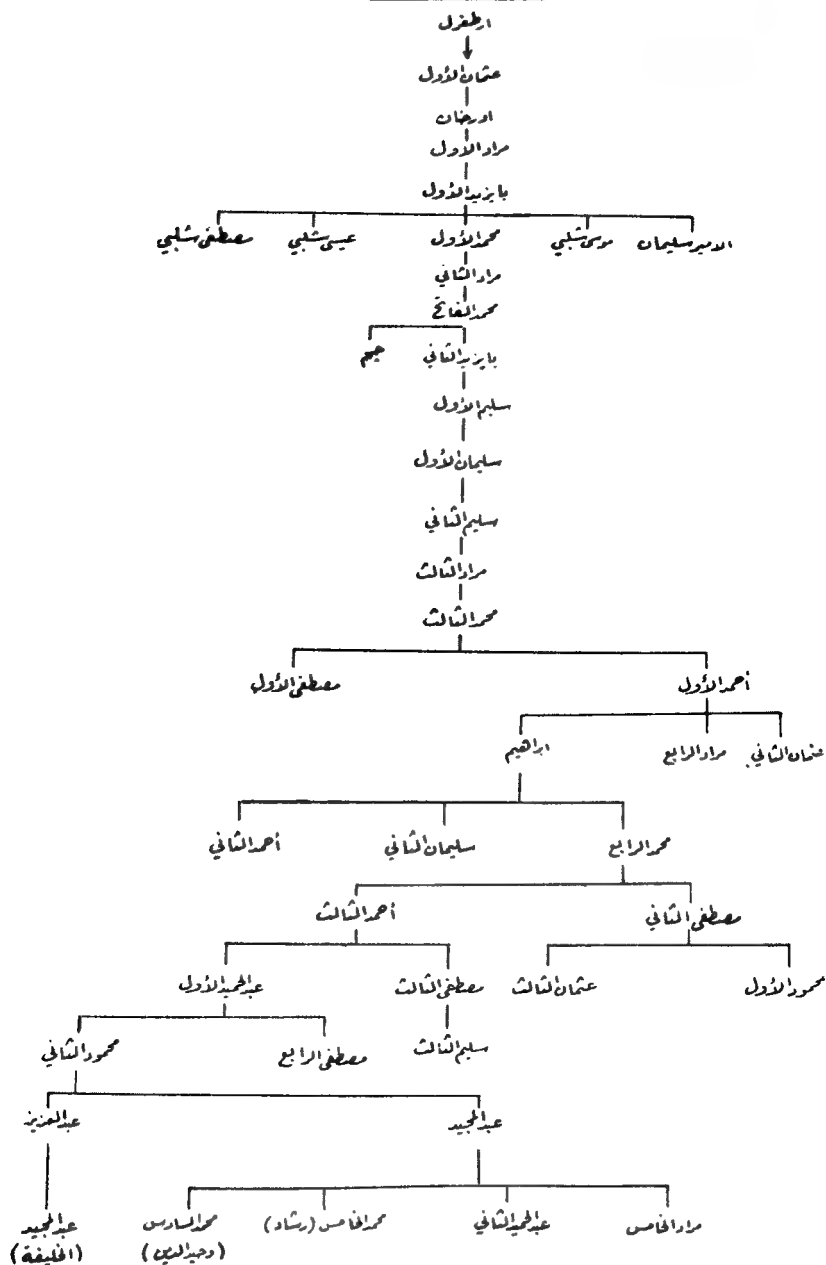 ارطغرل
عثمان الأول
اورخان
مراد الأول
بايزيد الأول
الامير سليمان موسى شلبي محمد الأول عيسى شلبي مصطفى شلبي
مراد الثاني
محمد الفاتح
بايزيد الثاني جم
سليم الأول
سليمان الأول
سليم الثاني
مراد الثالث
محمد الثالث
أحمد الأول مصطفى الأول
عثمان الثاني مراد الرابع ابراهيم
محمد الرابع سليمان الثاني أحمد الثاني
مصطفى الثاني أحمد الثالث
محمود الأول عثمان الثالث مصطفى الثالث عبد الحميد الأول
سليم الثالث مصطفى الرابع محمود الثاني
عبد المجيد عبد العزيز
مراد الخامس عبد الحميد الثاني محمد الخامس (رشاد) محمد السادس عبد المجيد
(وحيد الدين) (الخليفة)